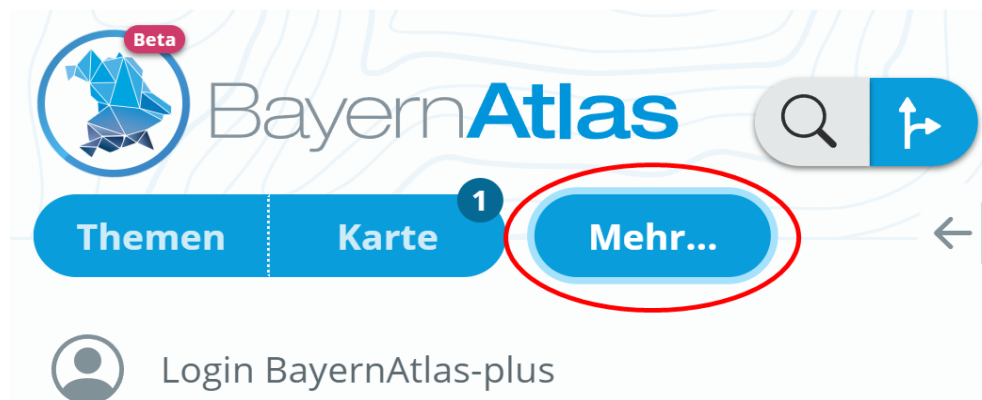 Beta
BayernAtlas
1
Themen Karte Mehr...
Login BayernAtlas-plus